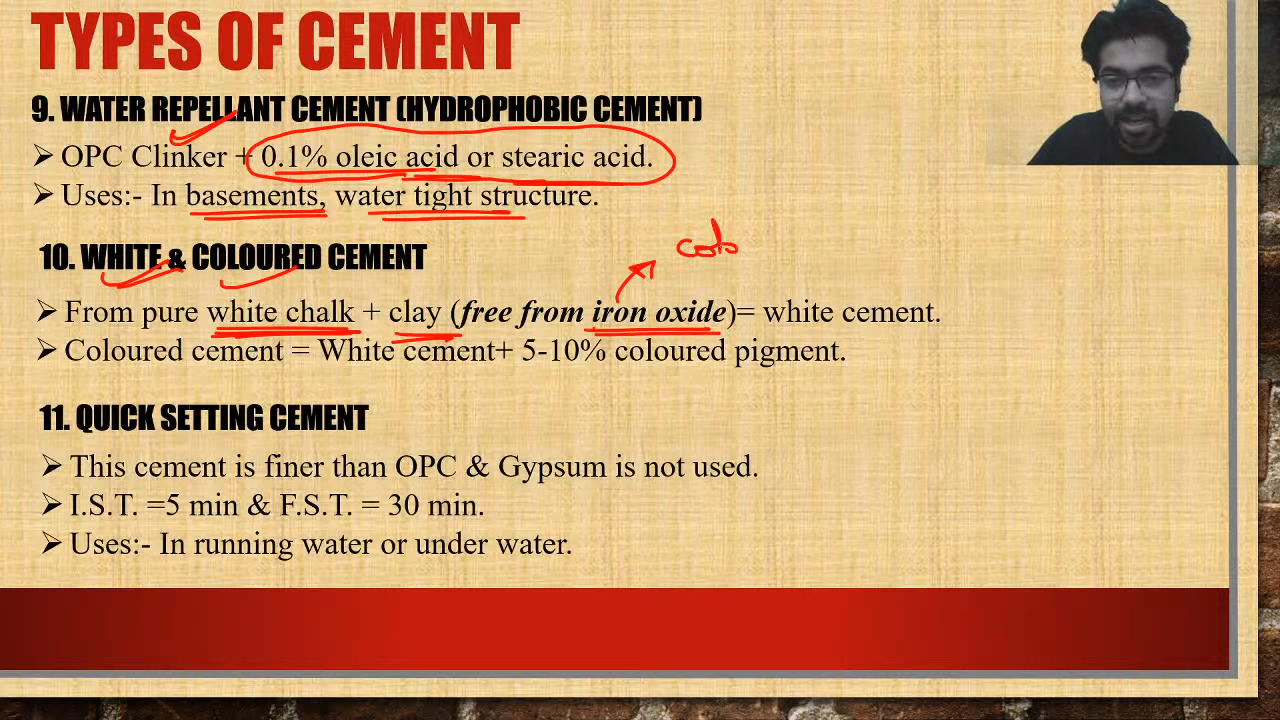 TYPES OF CEMENT
9. WATER REPELLANT CEMENT (HYDROPHOBIC CEMENT)
➢ OPC Clinker + 0.1% oleic acid or stearic acid.
➢ Uses:- In basements, water tight structure.
10. WHITE & COLOURED CEMENT
➢ From pure white chalk + clay (free from iron oxide)= white cement.
➢ Coloured cement = White cement+ 5-10% coloured pigment.
11. QUICK SETTING CEMENT
➢ This cement is finer than OPC & Gypsum is not used.
➢ I.S.T. =5 min & F.S.T. = 30 min.
➢ Uses:- In running water or under water.